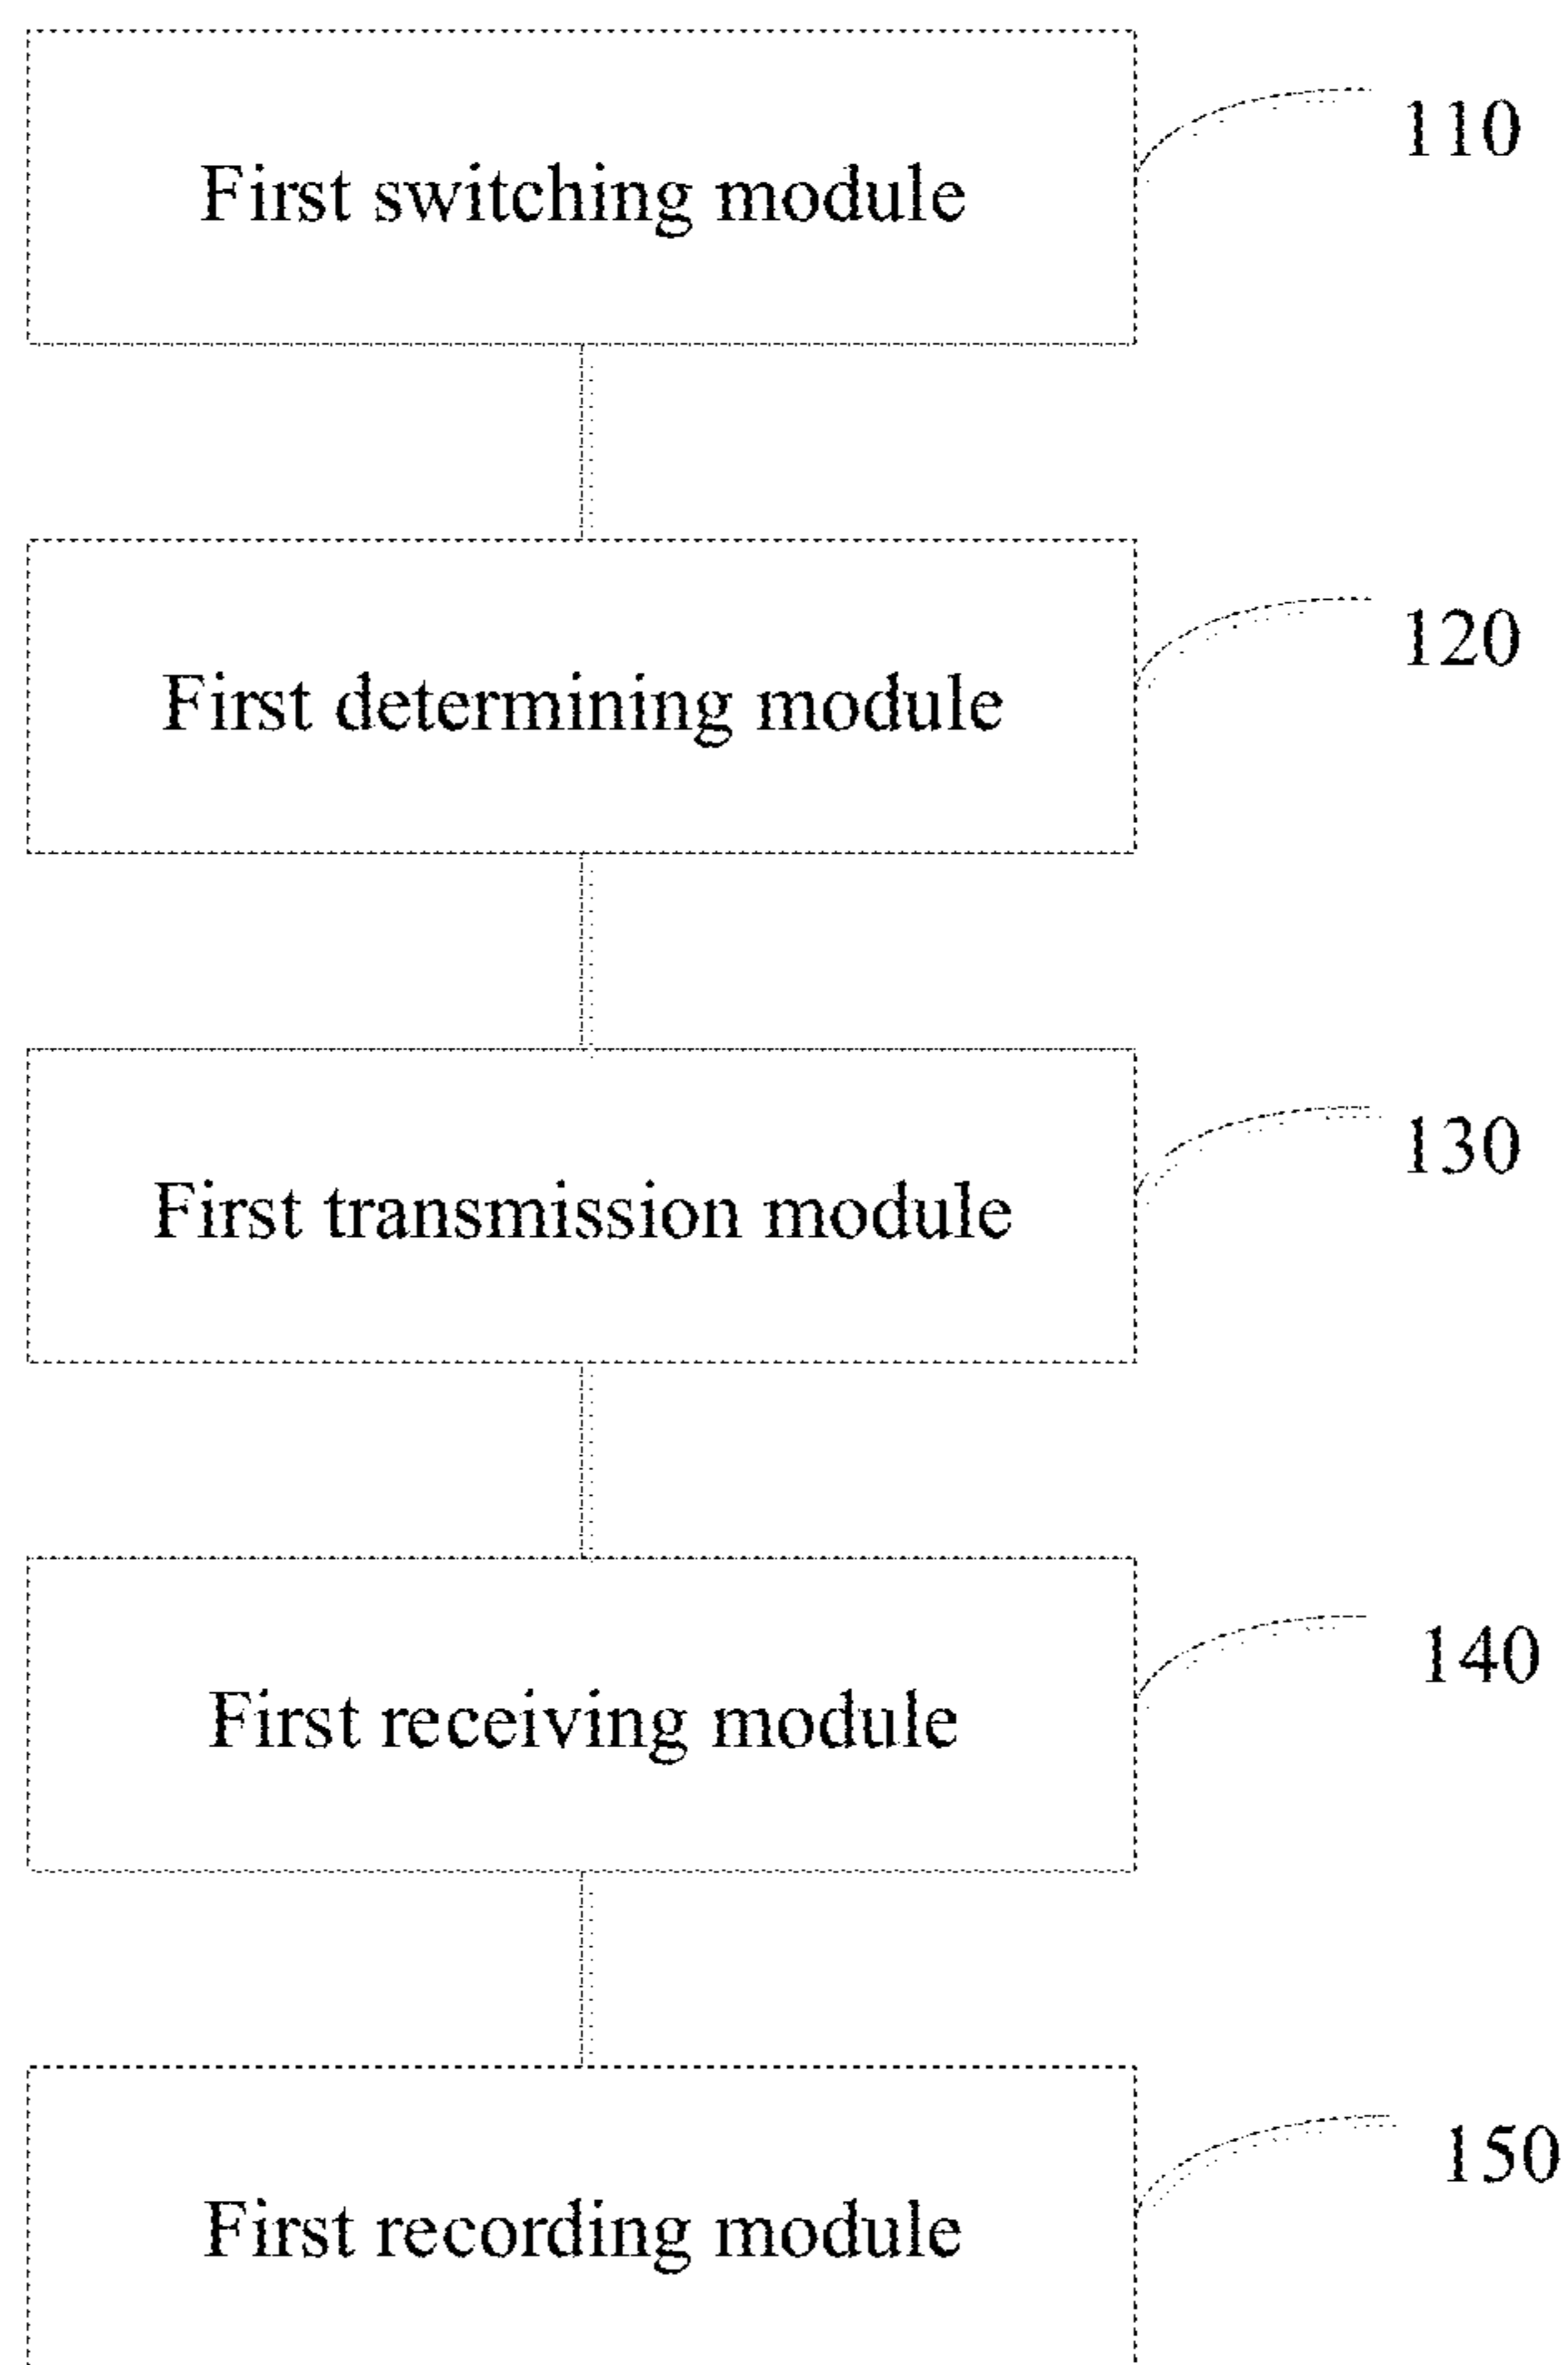 First switching module
110
First determining module
120
First transmission module
130
First receiving module
140
First recording module
150